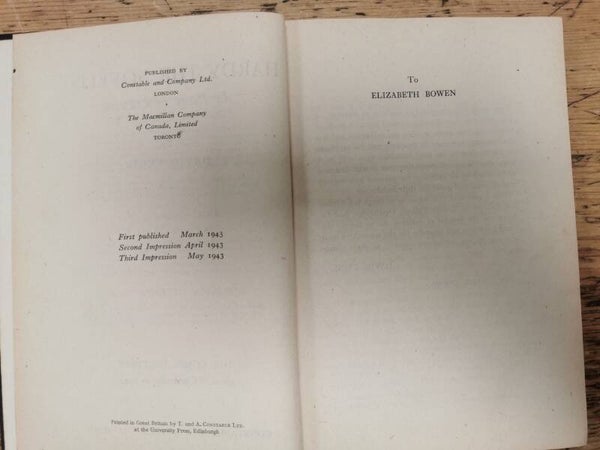 PUBLISHED BY
Constable and Company Ltd.
LONDON
The Macmillan Company
of Canada, Limited
TORONTO
First published March 1943
Second Impression April 1943
Third Impression May 1943
Printed in Great Britain by T. and A. CONSTABLE LTD.
at the University Press, Edinburgh
To
ELIZABETH BOWEN